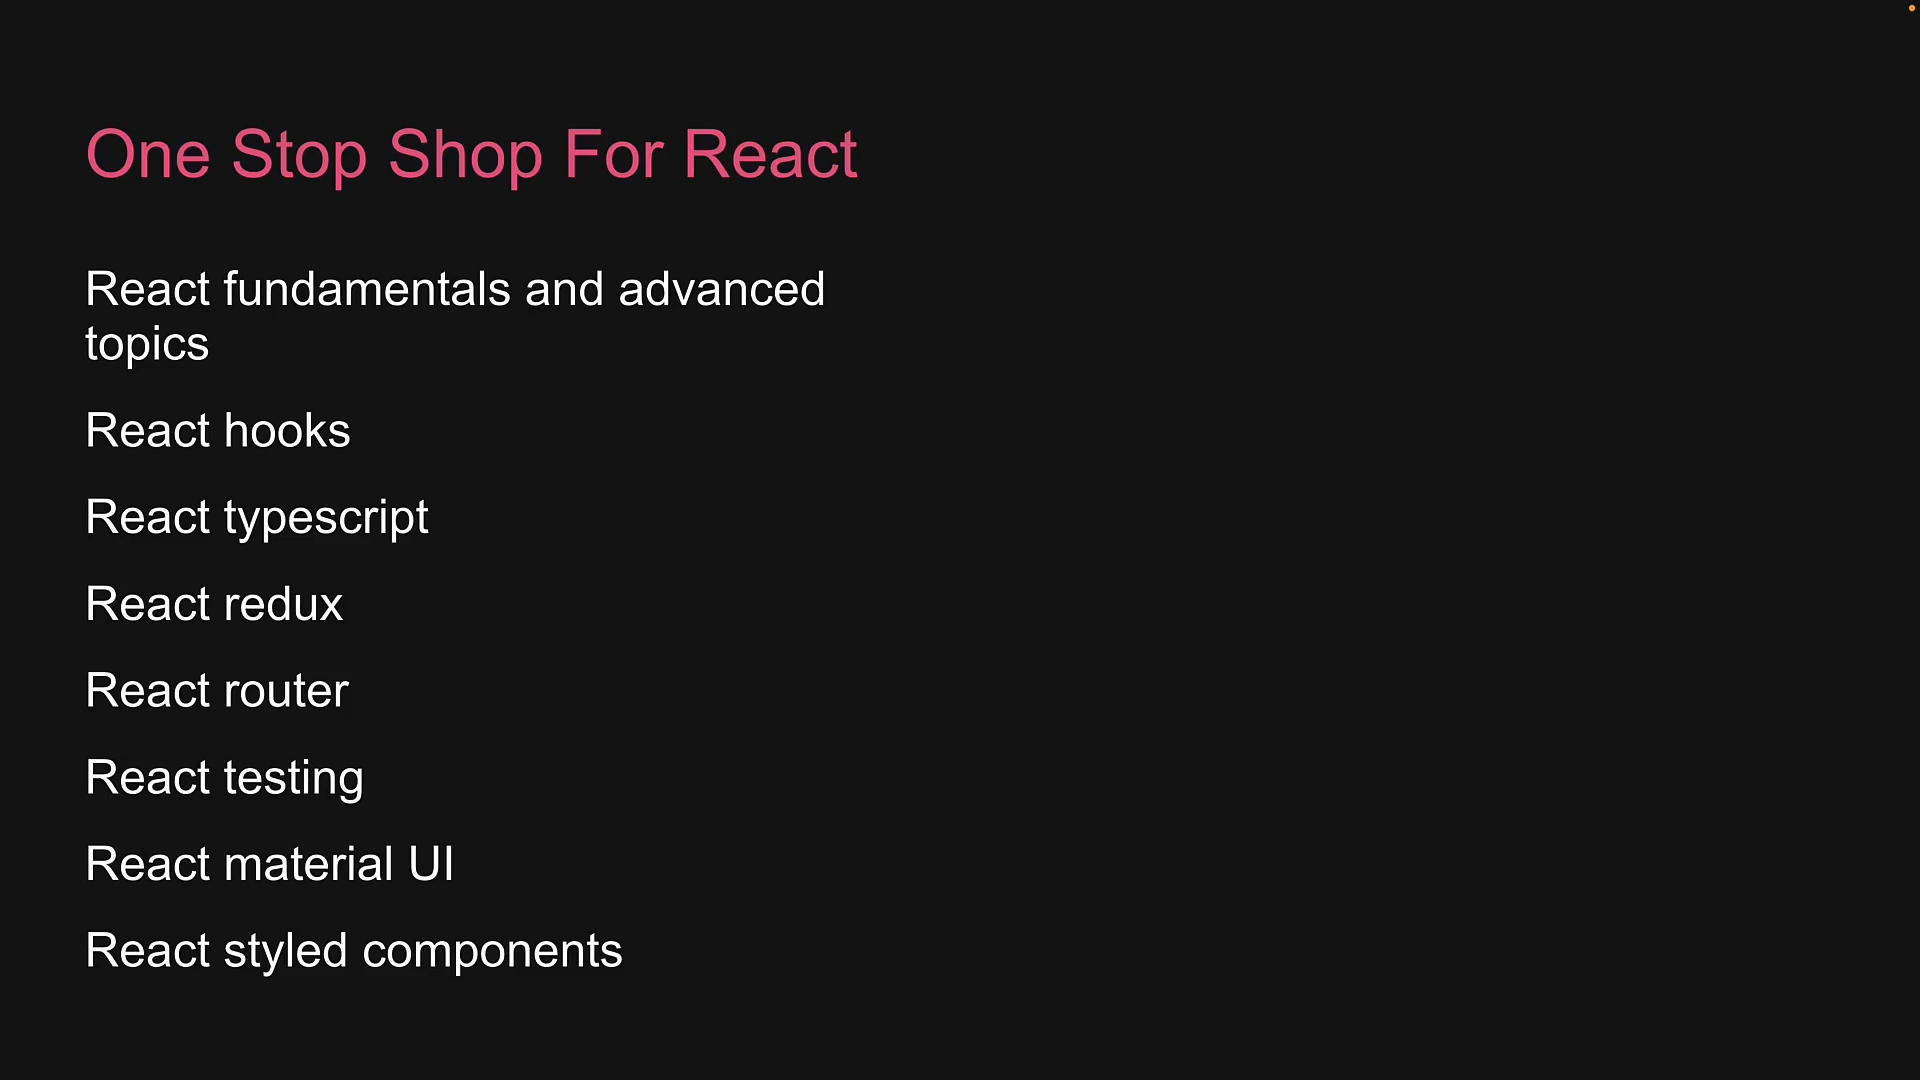 One Stop Shop For React
React fundamentals and advanced
topics
React hooks
React typescript
React redux
React router
React testing
React material UI
React styled components